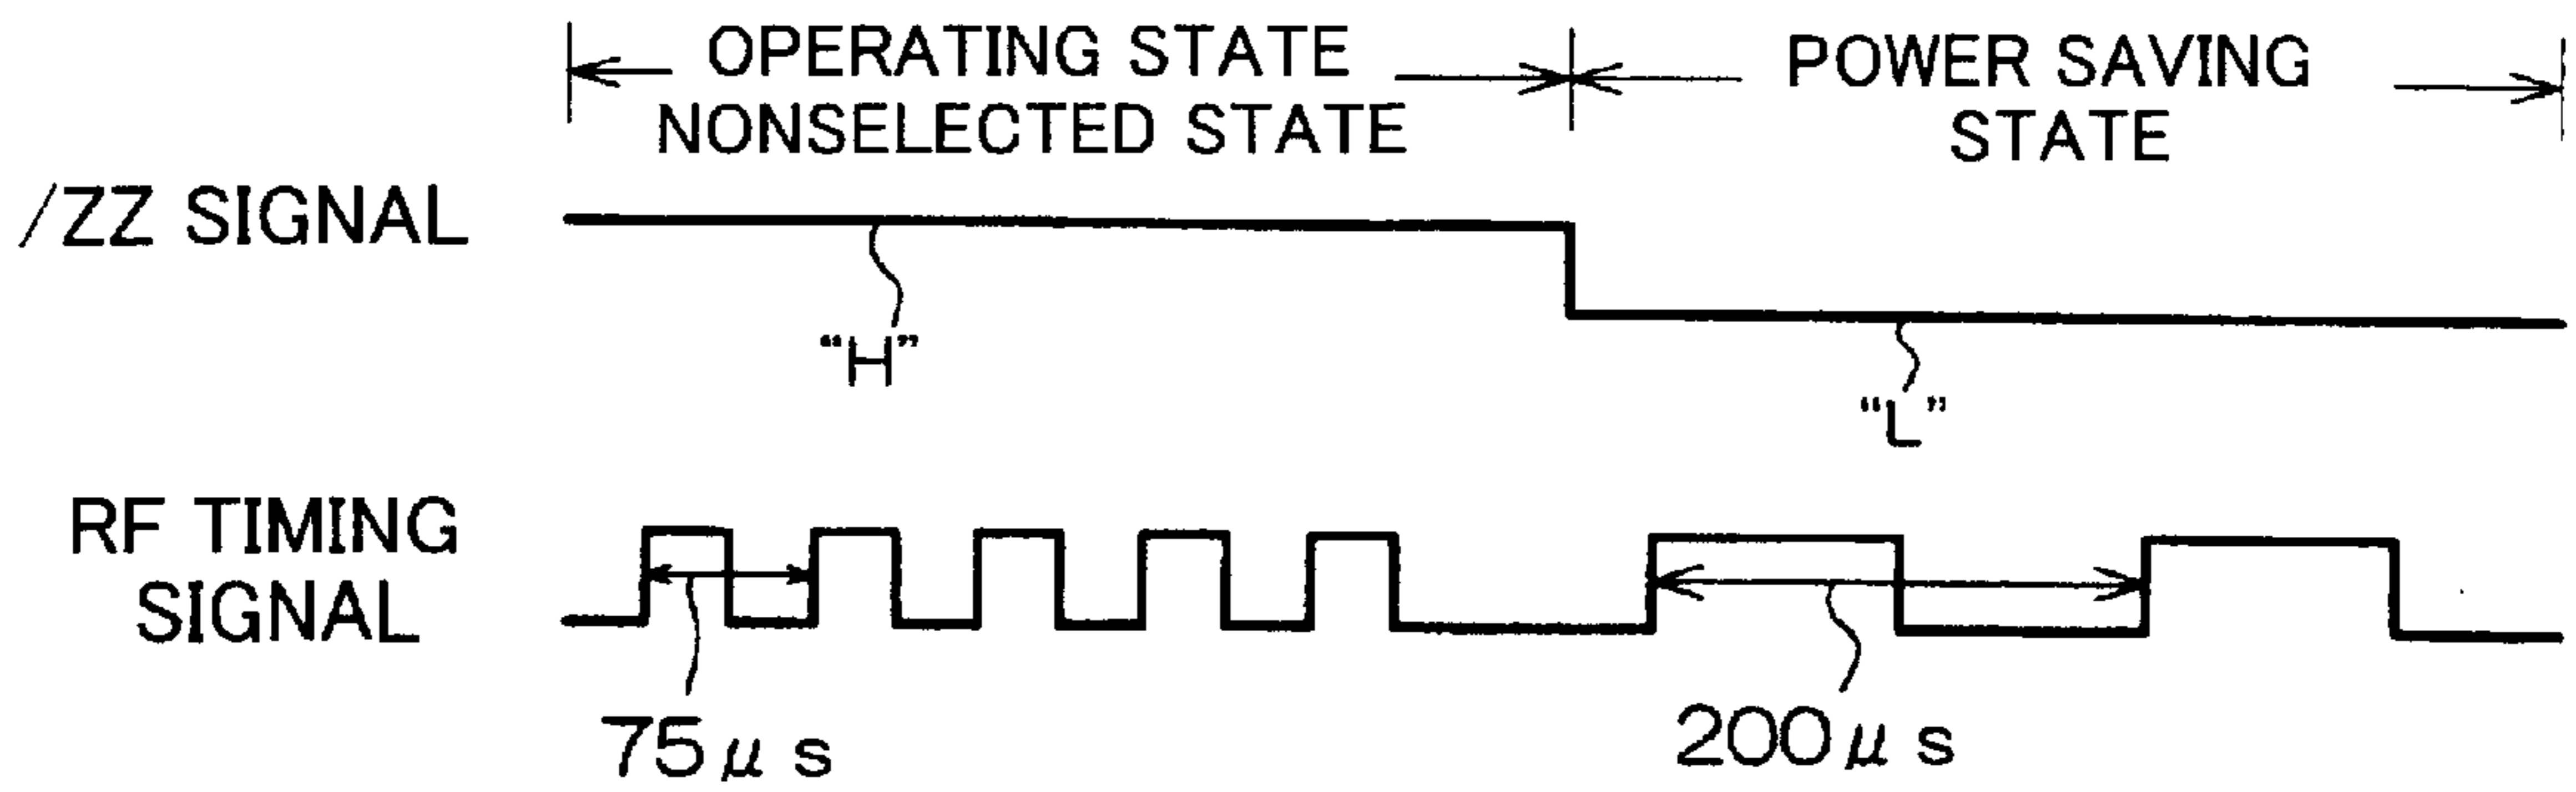 OPERATING STATE
NONSELECTED STATE
POWER SAVING
STATE
/ZZ SIGNAL
“H”
“L”
RF TIMING
SIGNAL
75μs
200μs